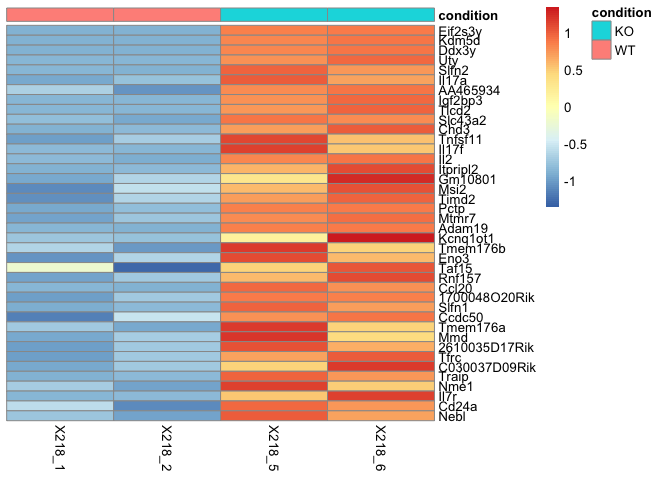 condition
Eif2s3y
Kdm5d
Ddx3y
Uty
Slfn2
Il17a
AA465934
Igf2bp3
Tlcd2
Slc43a2
Chd3
Tnfsf11
Il17f
Il2
Itpripl2
Gm10801
Msi2
Timd2
Pctp
Mtmr7
Adam19
Kcnq1ot1
Tmem176b
Eno3
Taf15
Rnf157
Ccl20
1700048O20Rik
Slfn1
Ccdc50
Tmem176a
Mmd
2610035D17Rik
Tfrc
C030037D09Rik
Traip
Nme1
Il7r
Cd24a
Nebl
X218_1
X218_2
X218_5
X218_6
1
0.5
0
-0.5
-1
condition
KO
WT